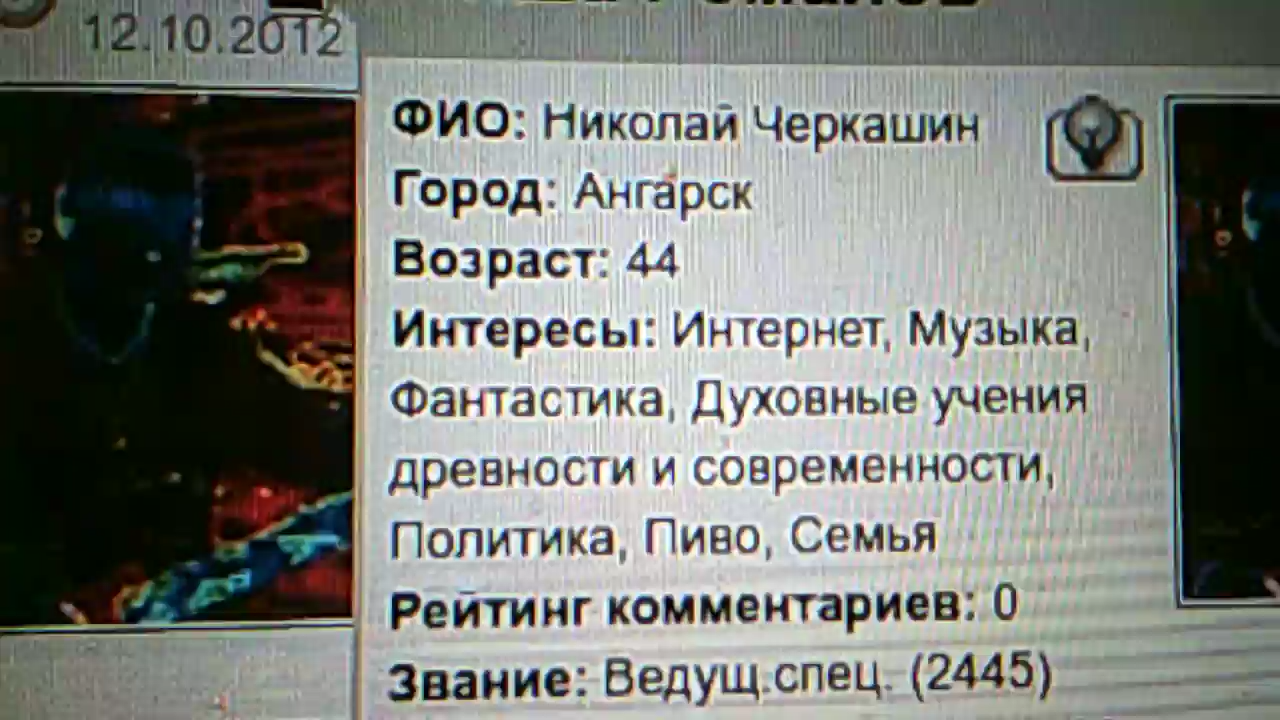 12.10.2012
ФИО: Николай Черкашин
Город: Ангарск
Возраст: 44
Интересы: Интернет, Музыка,
Фантастика, Духовные учения
древности и современности,
Политика, Пиво, Семья
Рейтинг комментариев: 0
Звание: Ведущ.спец. (2445)